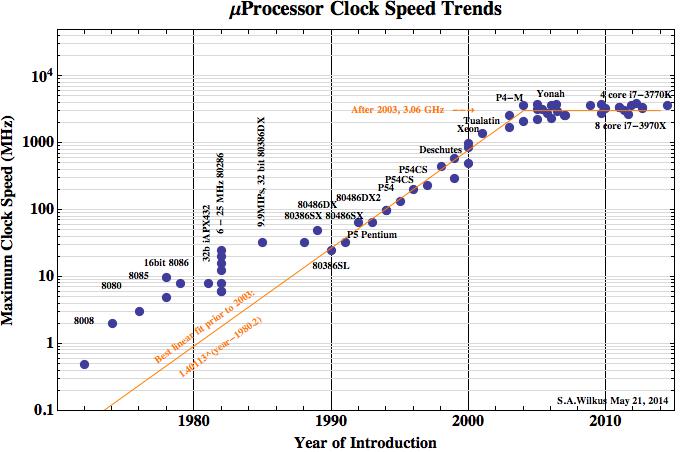 μProcessor Clock Speed Trends
Maximum Clock Speed (MHz)
10⁴
1000
100
10
1
0.1
8008
8080
8085
16bit 8086
32b iAPX432
6 − 25 MHz 80286
9.9MIPs, 32 bit 80386DX
80386SX
80486DX
80486SX
80386SL
80486DX2
P5 Pentium
P54
P54CS
P54CS
Deschutes
Xeon
Tualatin
P4−M
Yonah
4 core i7−3770K
8 core i7−3970X
After 2003, 3.06 GHz
Best linear fit prior to 2003:
1.40113^(year−1980.2)
S.A.Wilkus May 21, 2014
1980
1990
2000
2010
Year of Introduction